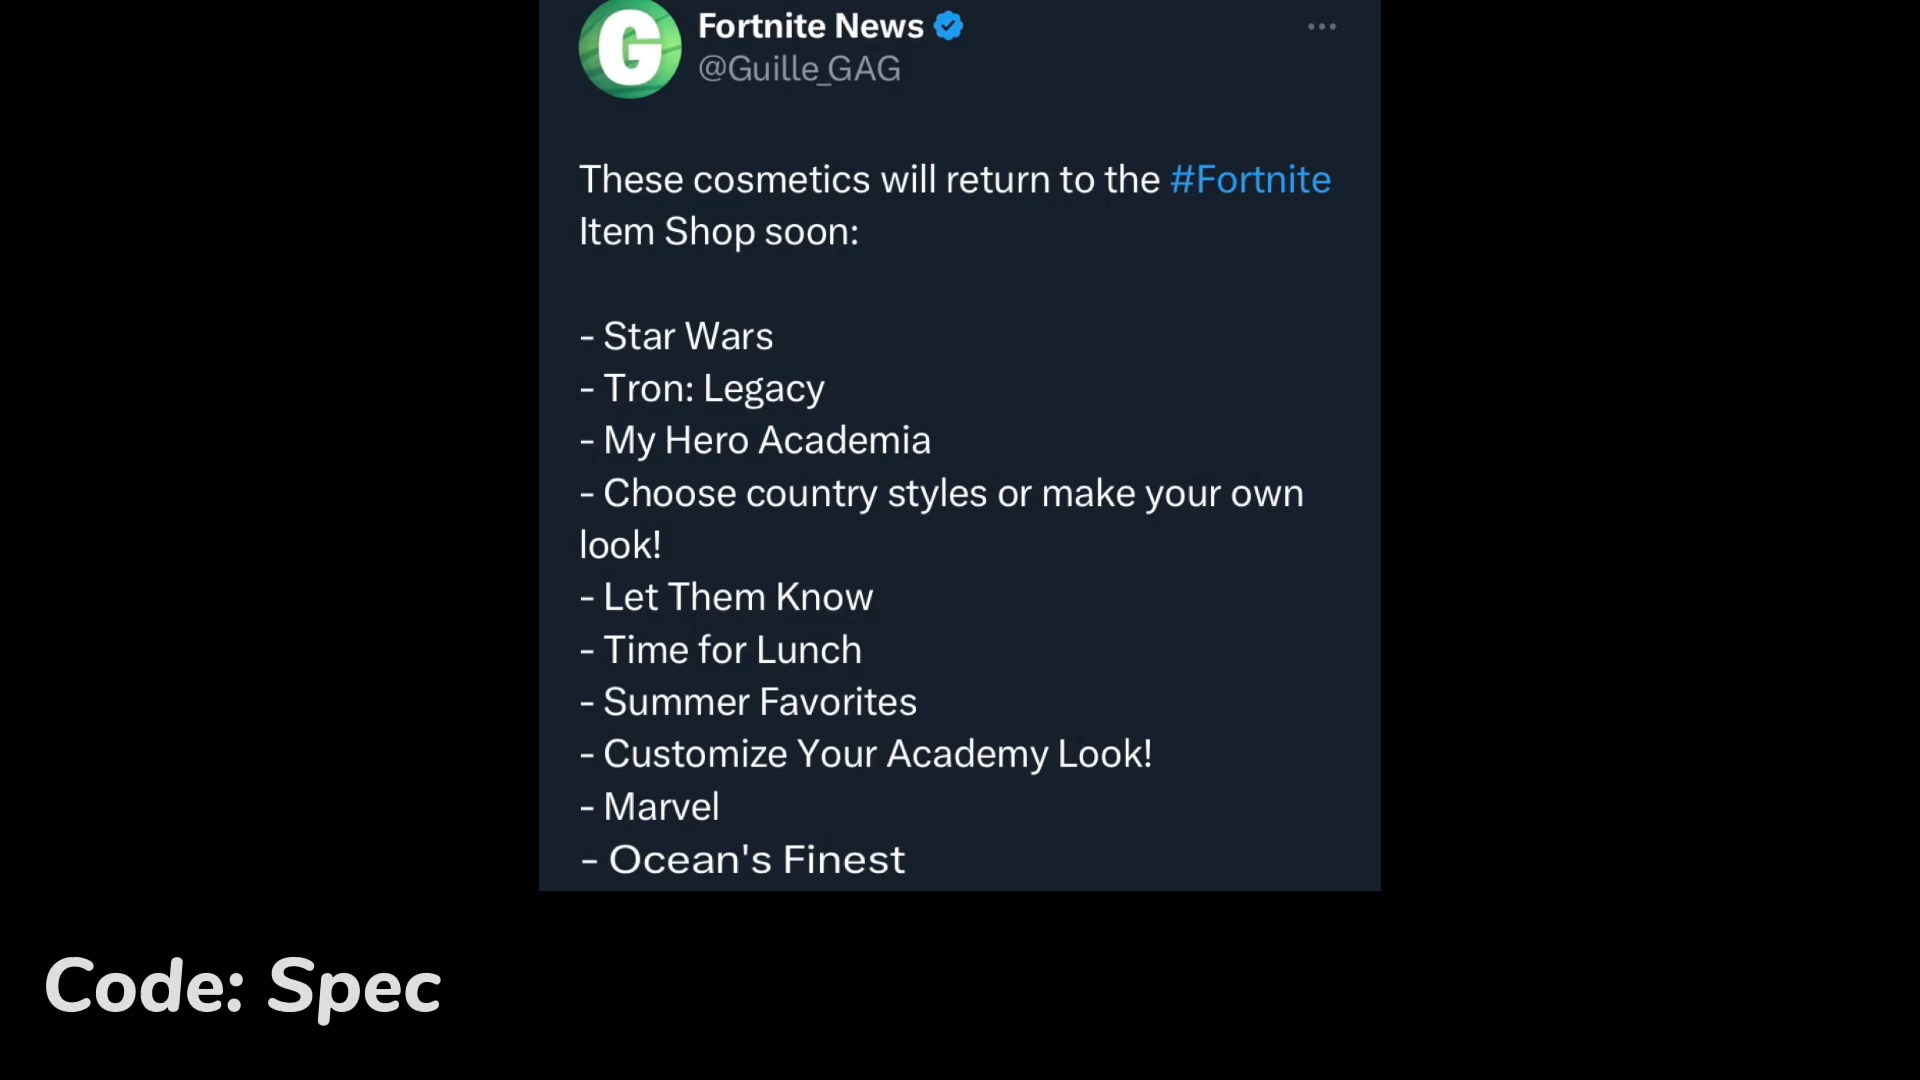 G
Fortnite News
@Guille_GAG
These cosmetics will return to the #Fortnite
Item Shop soon:
- Star Wars
- Tron: Legacy
- My Hero Academia
- Choose country styles or make your own
look!
- Let Them Know
- Time for Lunch
- Summer Favorites
- Customize Your Academy Look!
- Marvel
- Ocean's Finest
Code: Spec